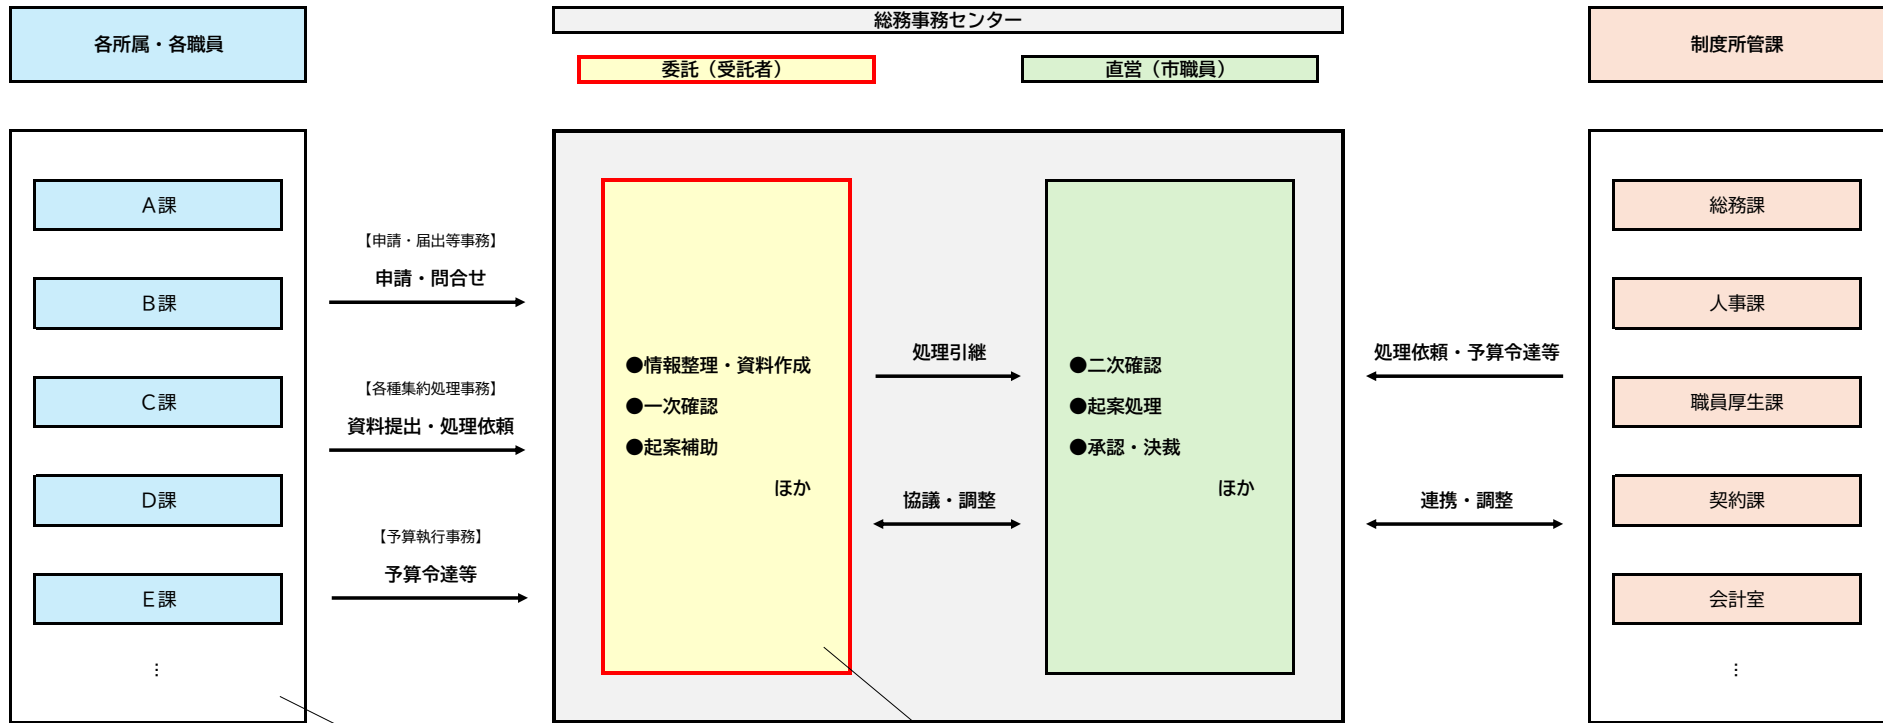 各所属・各職員
総務事務センター
委託（受託者）
直営（市職員）
制度所管課
Ａ課
Ｂ課
Ｃ課
Ｄ課
Ｅ課
⋮
【申請・届出等事務】
申請・問合せ
【各種集約処理事務】
資料提出・処理依頼
【予算執行事務】
予算令達等
●情報整理・資料作成
●一次確認
●起案補助
ほか
処理引継
協議・調整
●二次確認
●起案処理
●承認・決裁
ほか
処理依頼・予算令達等
連携・調整
総務課
人事課
職員厚生課
契約課
会計室
⋮